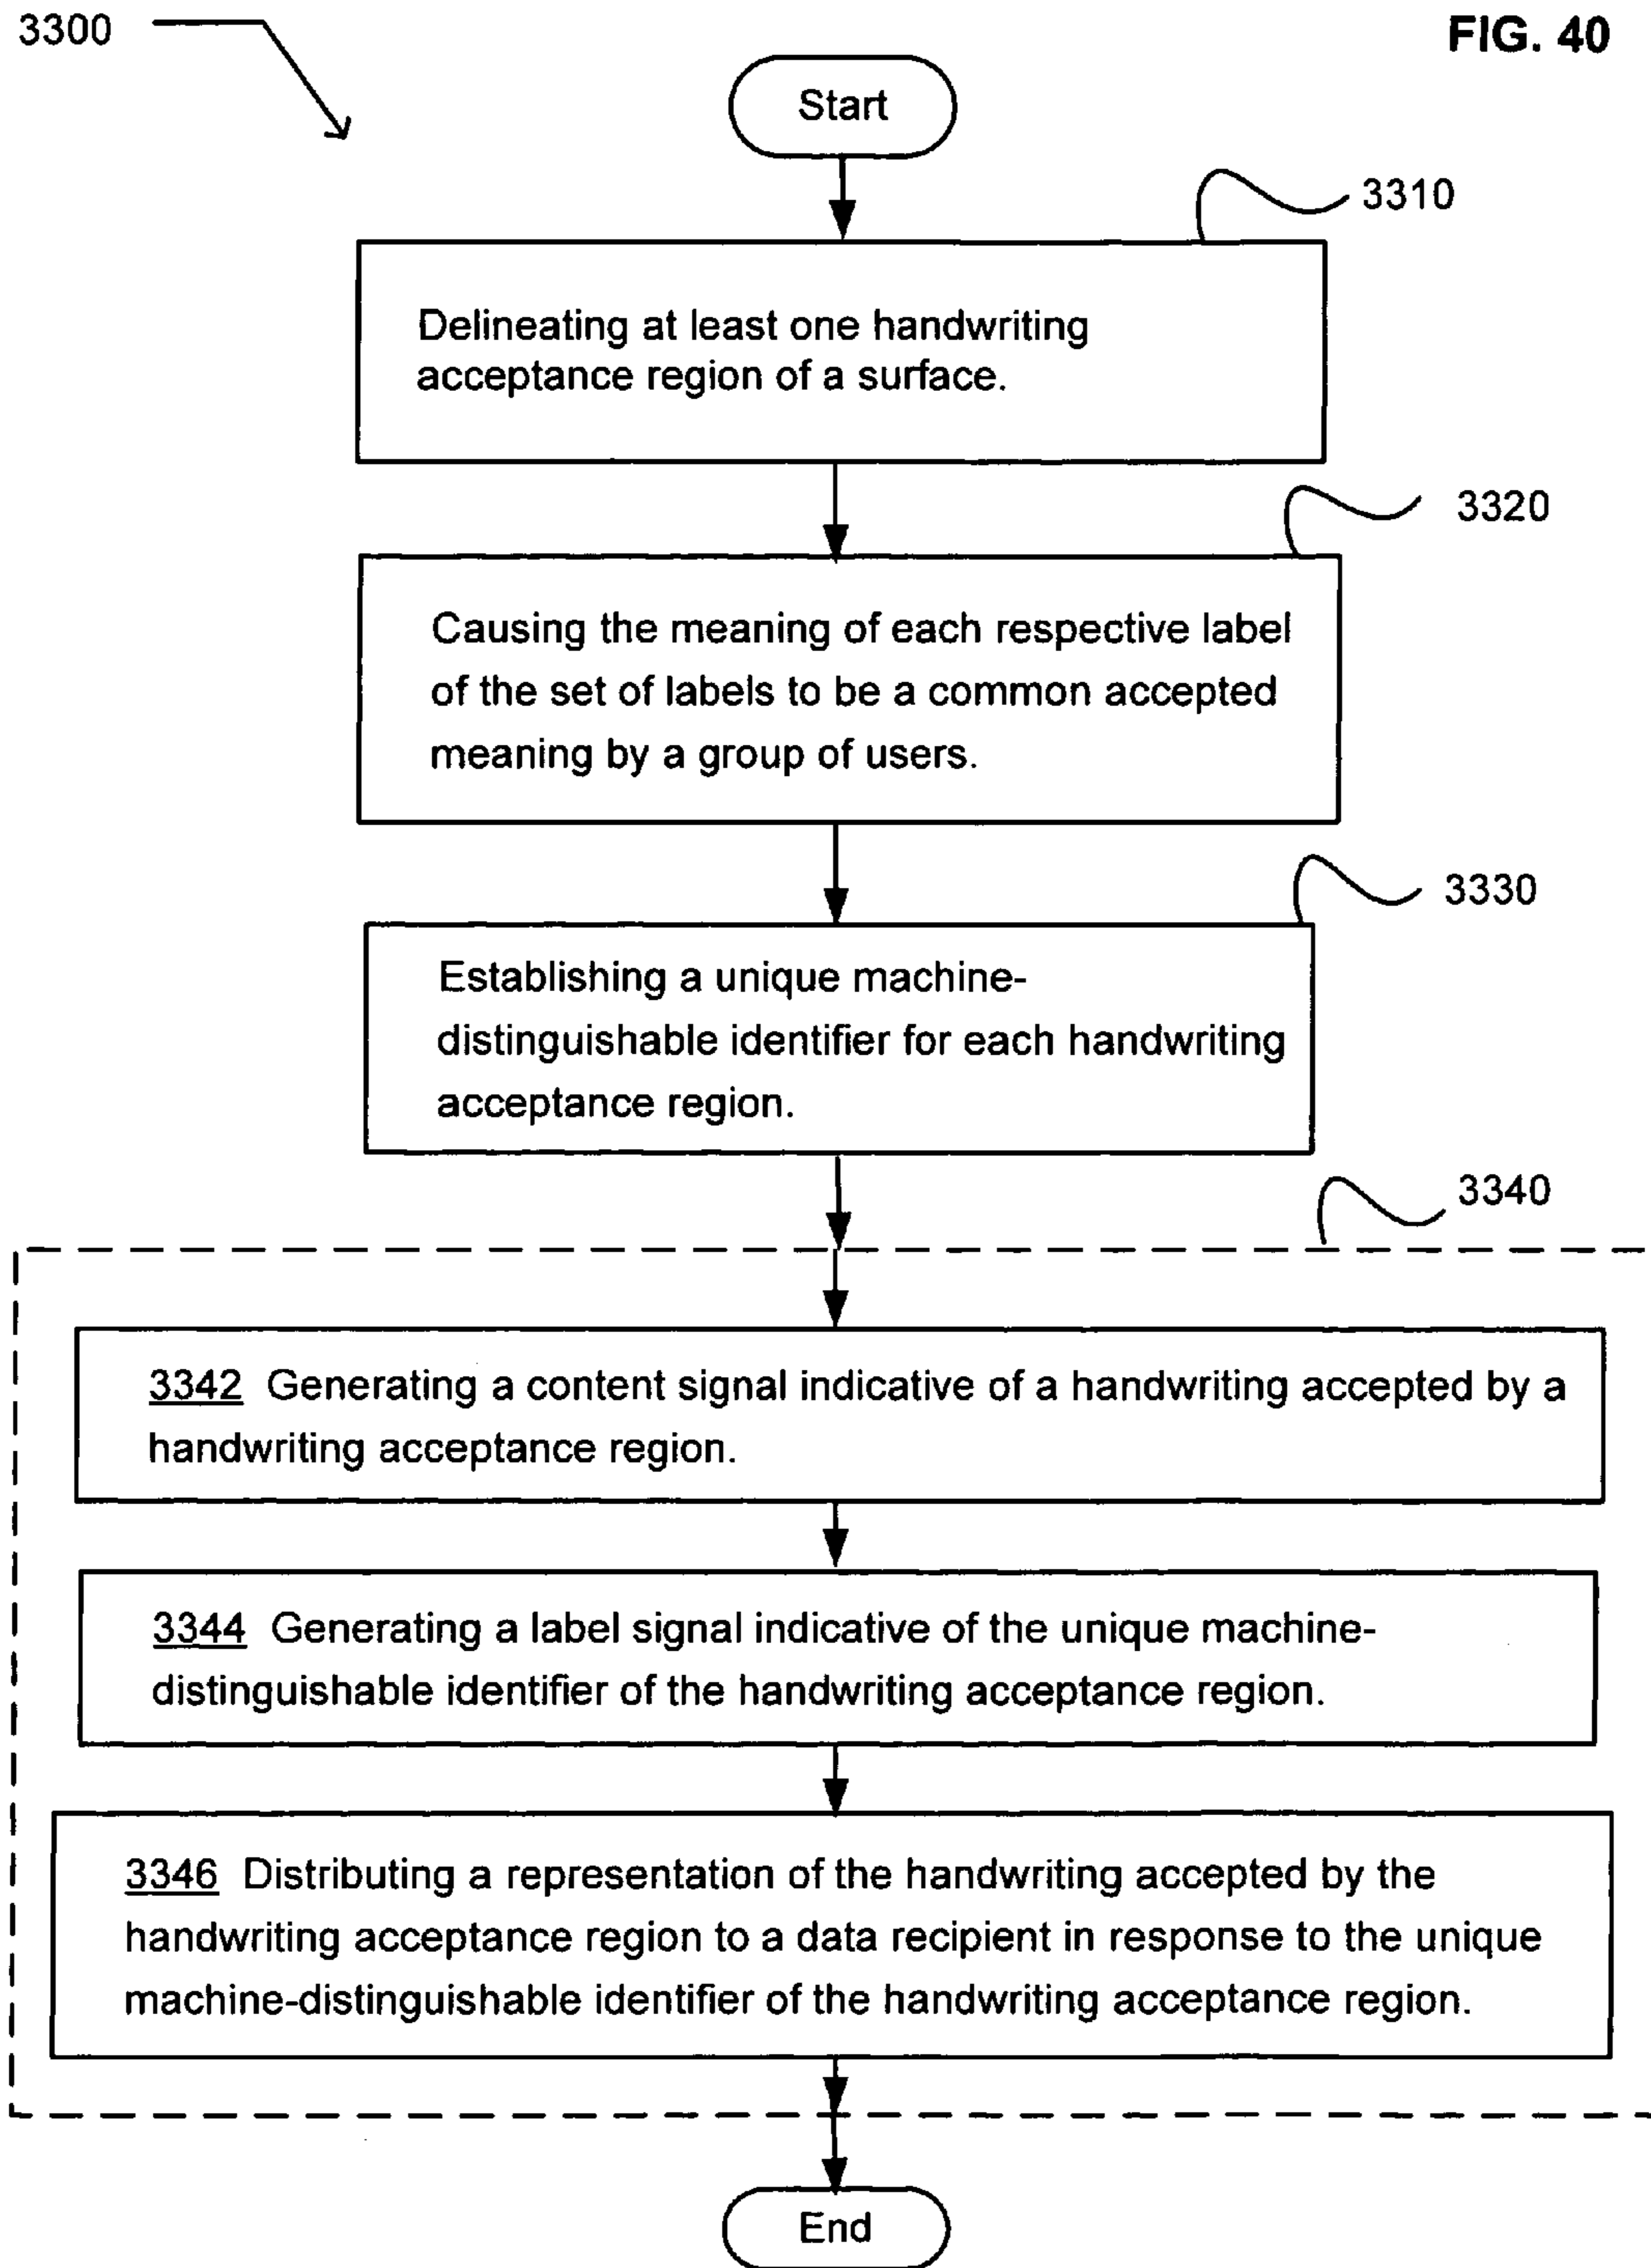 3300
FIG. 40
Start
3310
Delineating at least one handwriting
acceptance region of a surface.
3320
Causing the meaning of each respective label
of the set of labels to be a common accepted
meaning by a group of users.
3330
Establishing a unique machine-
distinguishable identifier for each handwriting
acceptance region.
3340
3342 Generating a content signal indicative of a handwriting accepted by a
handwriting acceptance region.
3344 Generating a label signal indicative of the unique machine-
distinguishable identifier of the handwriting acceptance region.
3346 Distributing a representation of the handwriting accepted by the
handwriting acceptance region to a data recipient in response to the unique
machine-distinguishable identifier of the handwriting acceptance region.
End